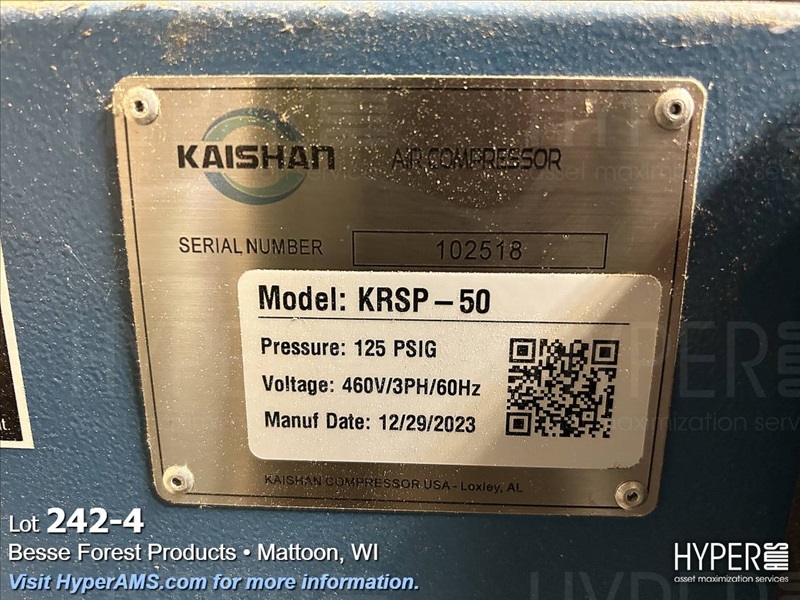 KAISHAN AIR COMPRESSOR
SERIAL NUMBER 102518
Model: KRSP-50
Pressure: 125 PSIG
Voltage: 460V/3PH/60Hz
Manuf Date: 12/29/2023
KAISHAN COMPRESSOR USA - Loxley, AL
Lot 242-4
Besse Forest Products • Mattoon, WI
Visit HyperAMS.com for more information.
HYPER AMS
asset maximization services